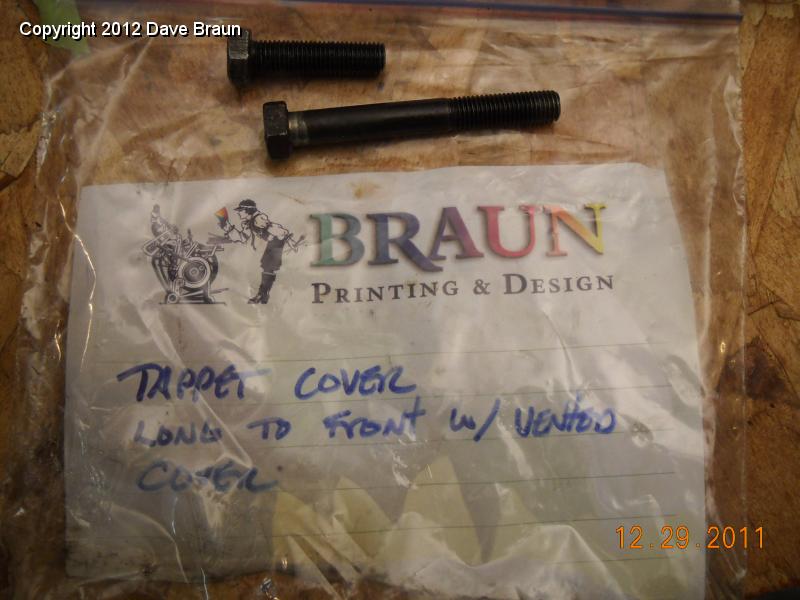 Copyright 2012 Dave Braun
BRAUN
PRINTING & DESIGN
TAPPET COVER
LONG TO FRONT W/ VENTED
COVER.
12.29.2011